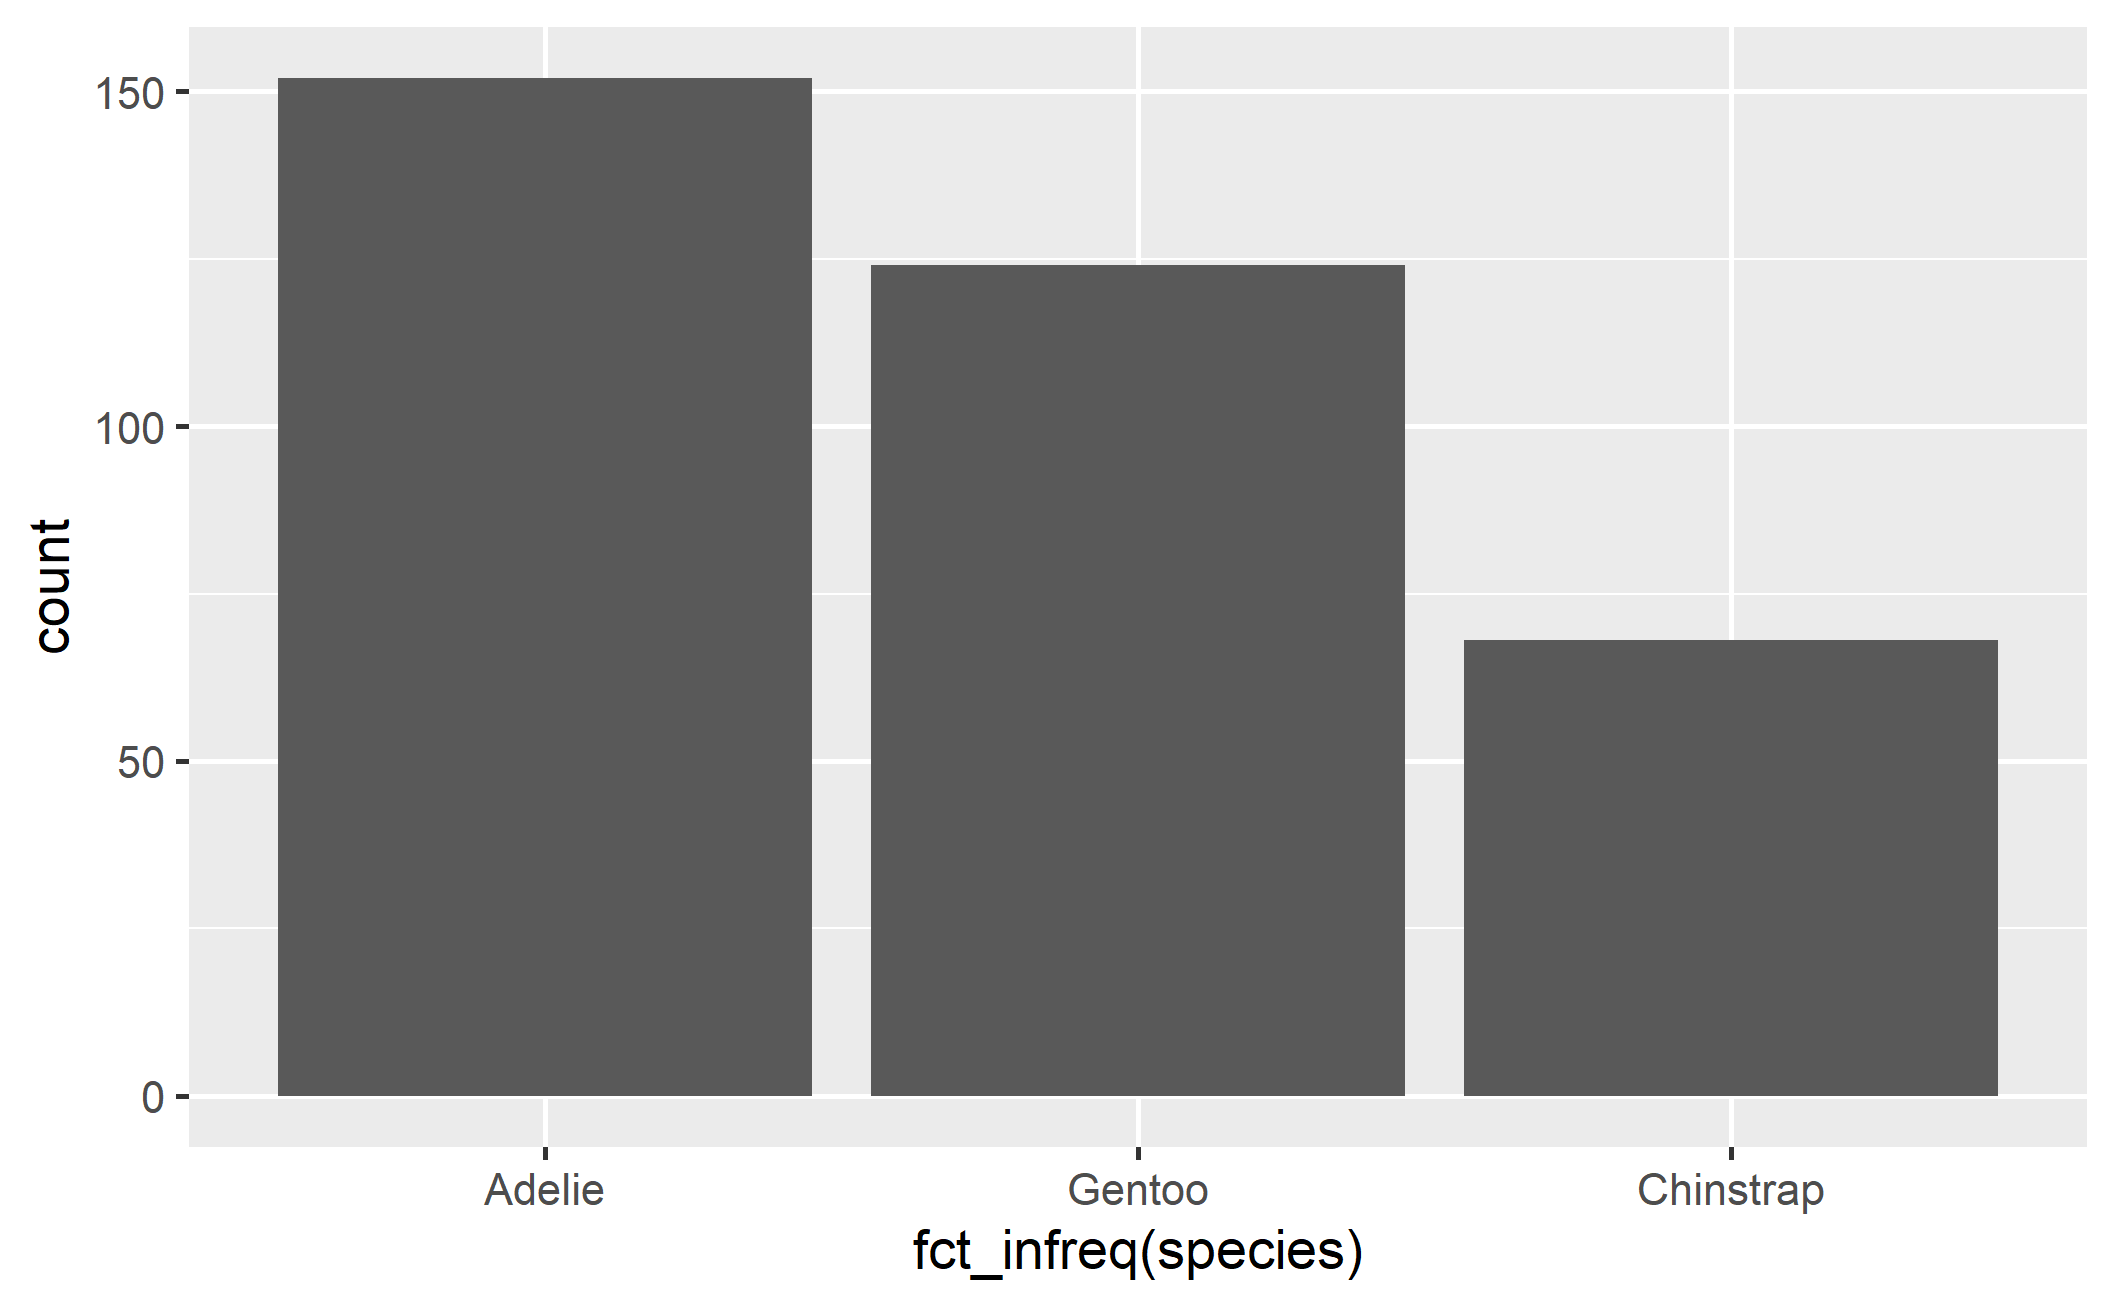 150
100
50
0
count
Adelie
Gentoo
Chinstrap
fct_infreq(species)